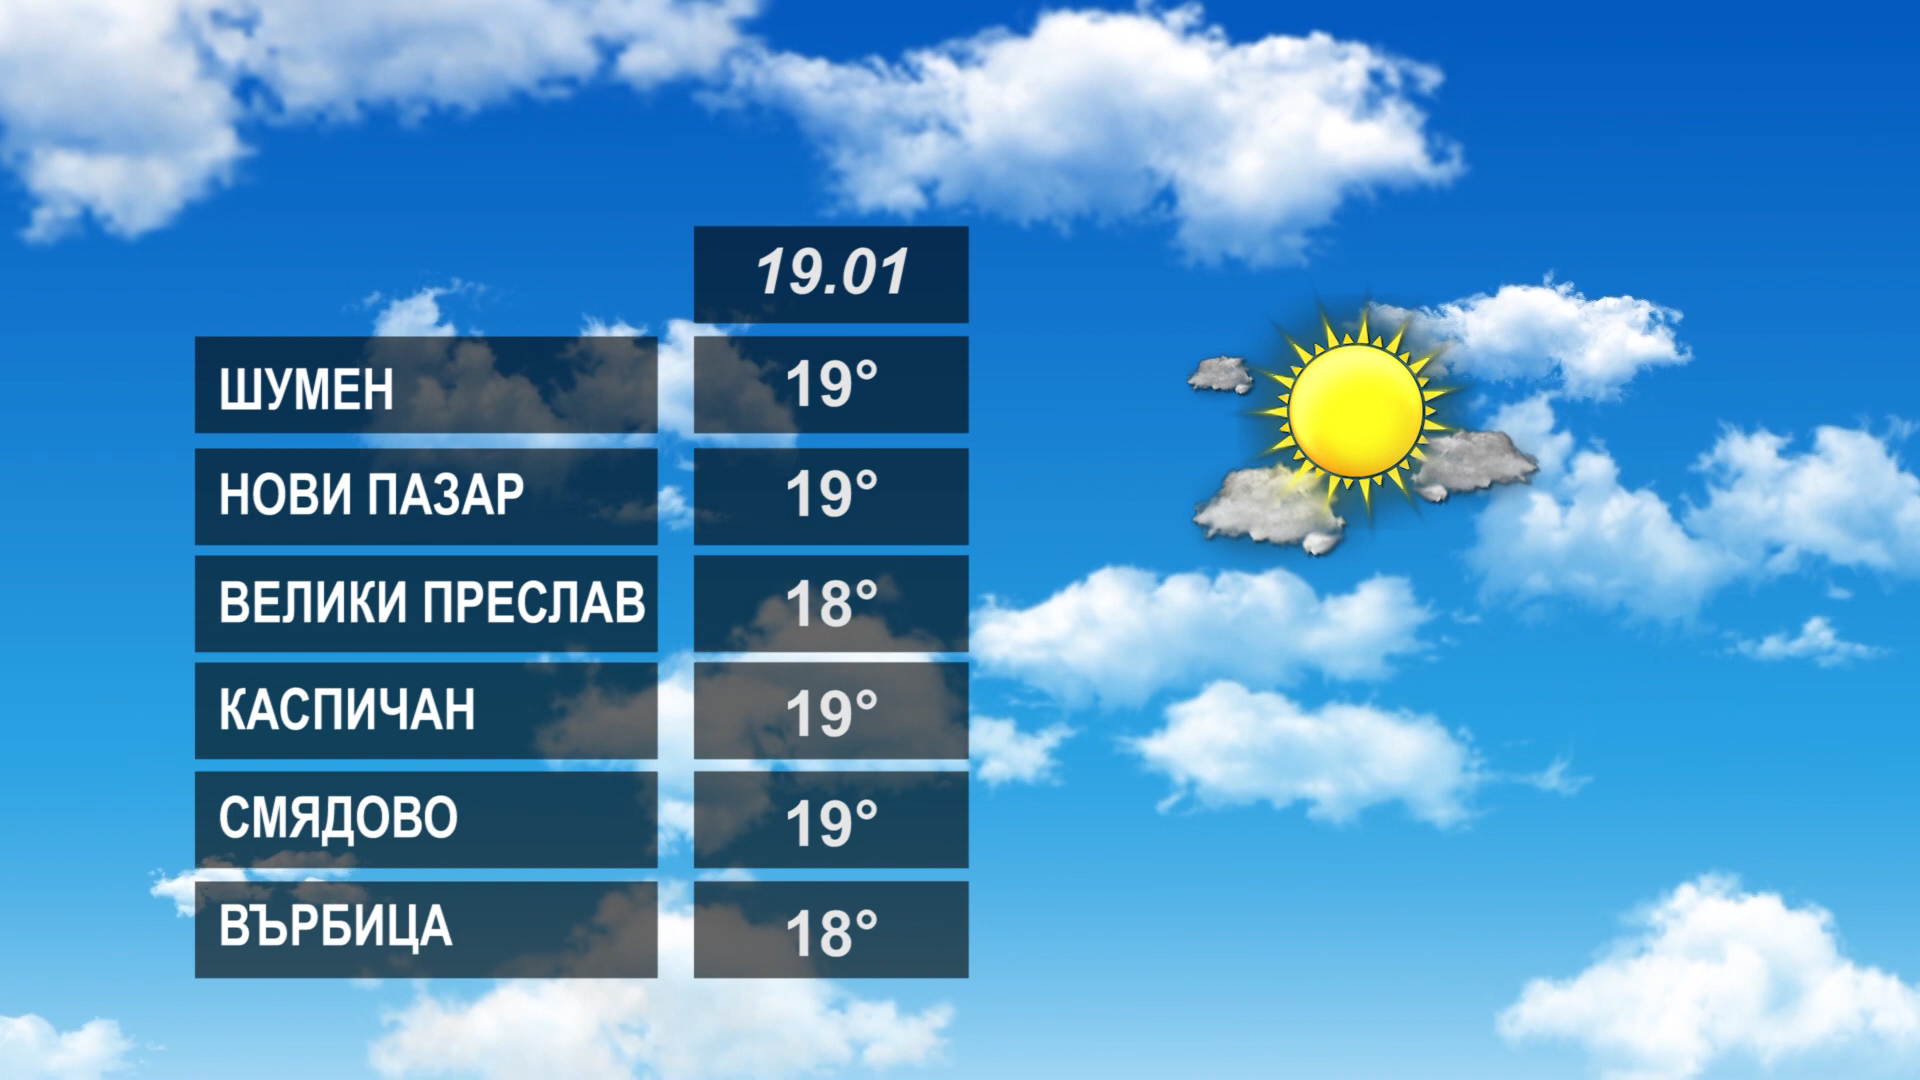 19.01
ШУМЕН 19°
НОВИ ПАЗАР 19°
ВЕЛИКИ ПРЕСЛАВ 18°
КАСПИЧАН 19°
СМЯДОВО 19°
ВЪРБИЦА 18°